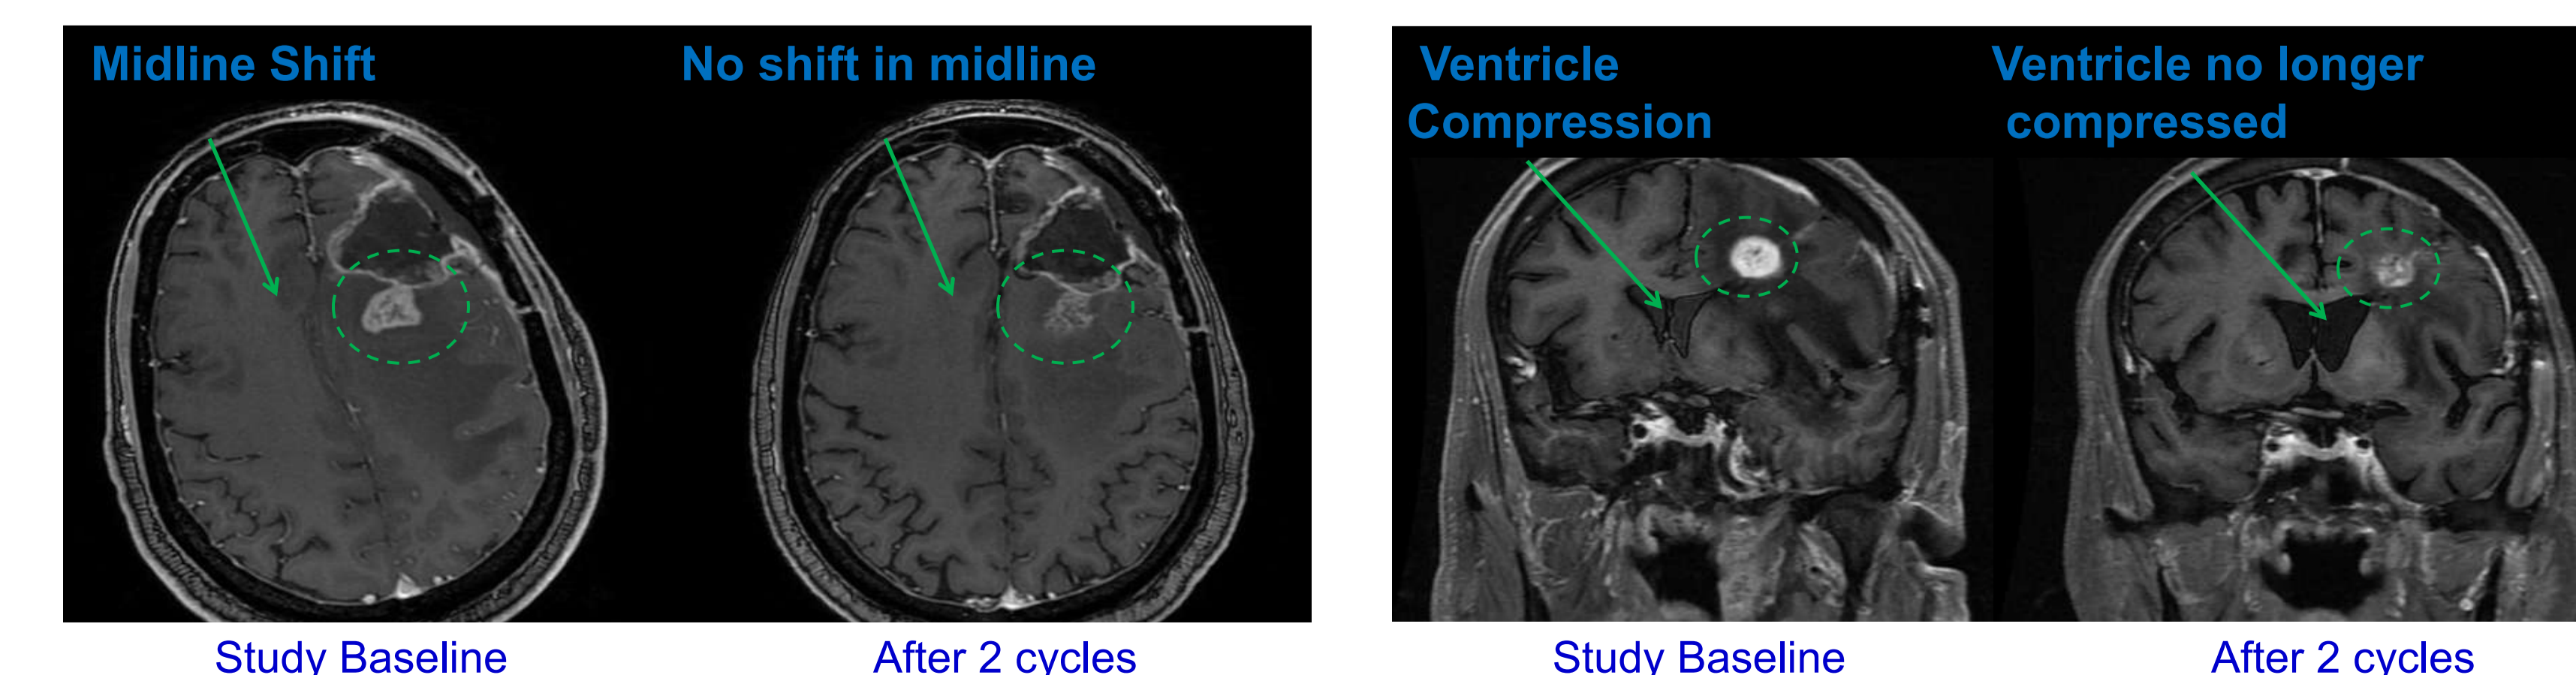 Midline Shift
No shift in midline
Ventricle
Compression
Ventricle no longer
compressed
Study Baseline
After 2 cycles
Study Baseline
After 2 cycles